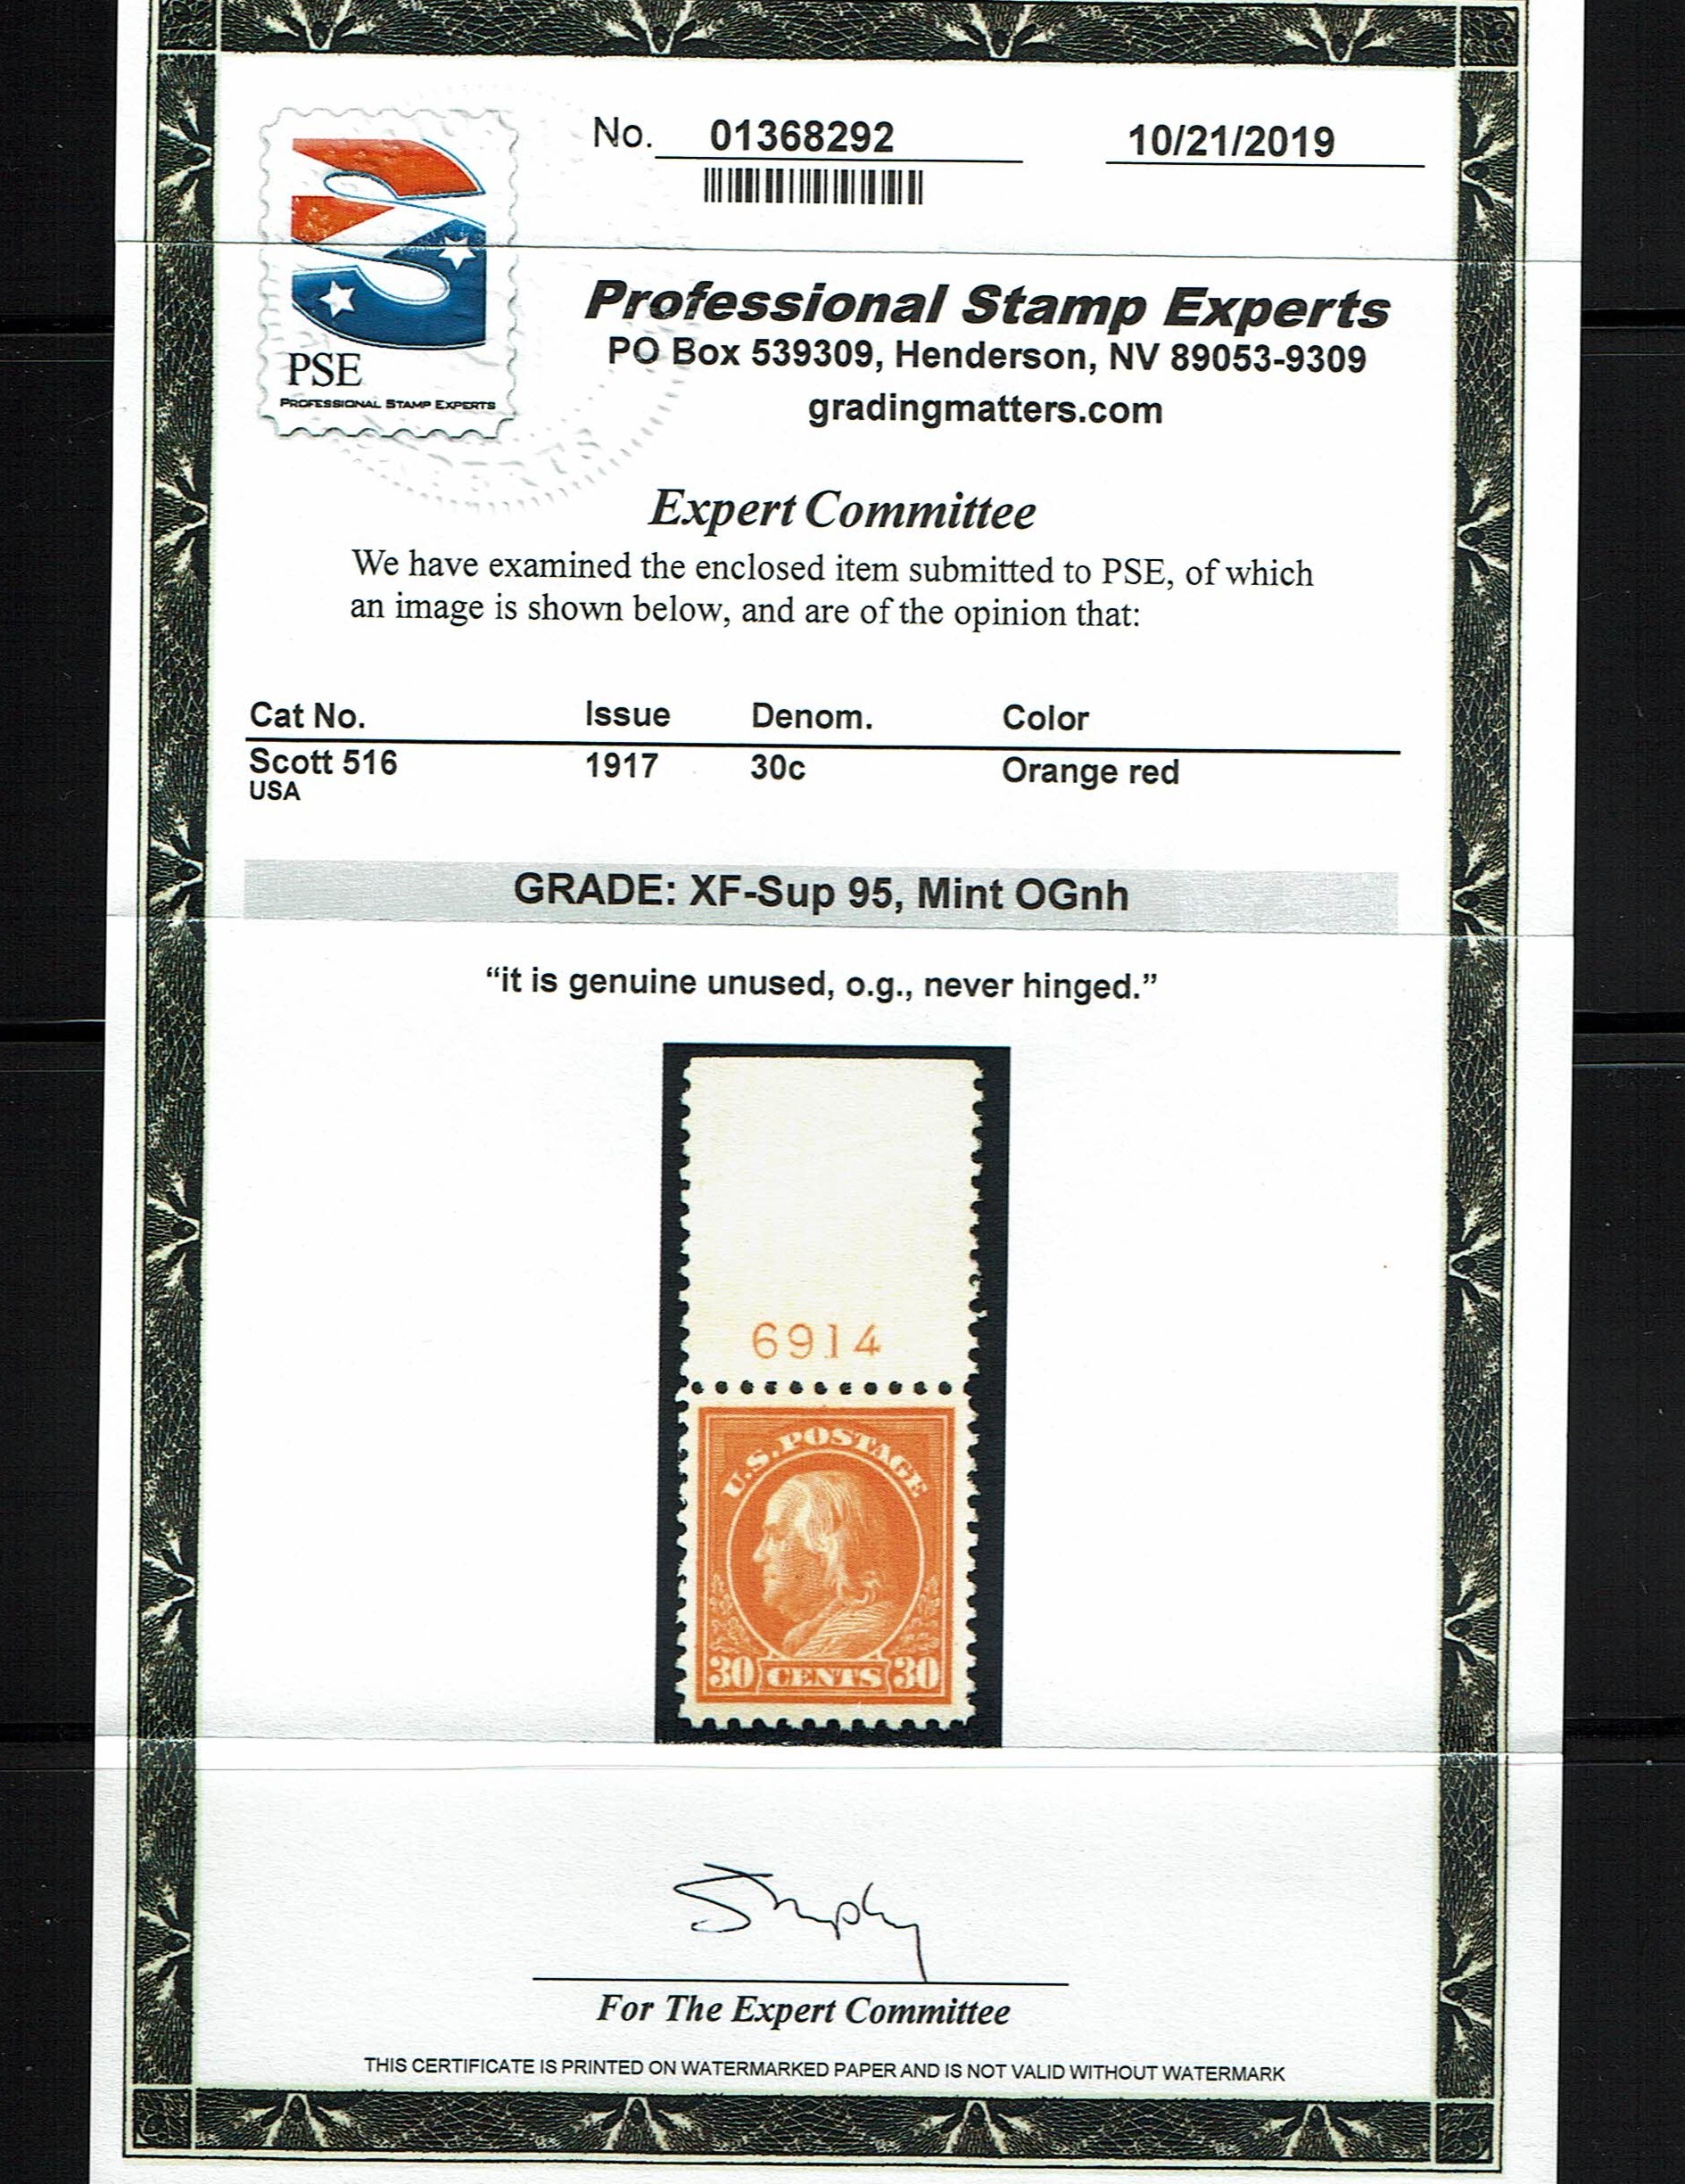 No. 01368292 10/21/2019
PSE
PROFESSIONAL STAMP EXPERTS
Professional Stamp Experts
PO Box 539309, Henderson, NV 89053-9309
gradingmatters.com
Expert Committee
We have examined the enclosed item submitted to PSE, of which
an image is shown below, and are of the opinion that:
Cat No. Issue Denom. Color
Scott 516 1917 30c Orange red
USA
GRADE: XF-Sup 95, Mint OGnh
“it is genuine unused, o.g., never hinged.”
6914
U.S. POSTAGE
30 CENTS 30
For The Expert Committee
THIS CERTIFICATE IS PRINTED ON WATERMARKED PAPER AND IS NOT VALID WITHOUT WATERMARK